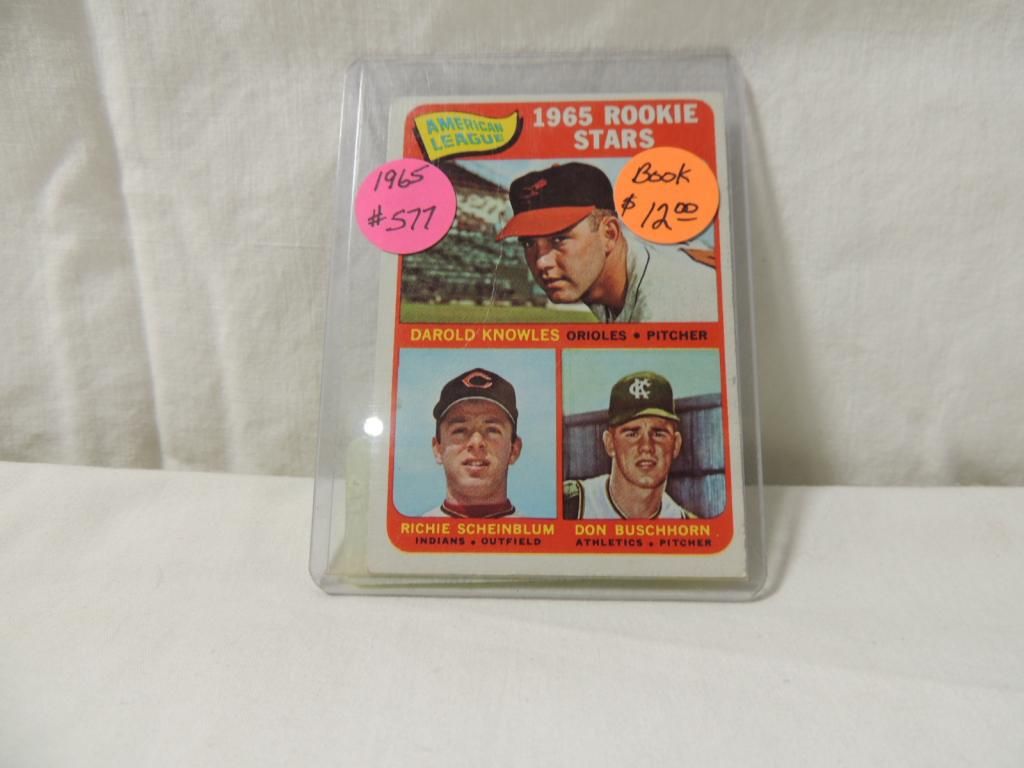 AMERICAN
LEAGUE
1965 ROOKIE
STARS
1965
#577
Book
$12.00
DAROLD KNOWLES ORIOLES • PITCHER
C
KC
RICHIE SCHEINBLUM
INDIANS • OUTFIELD
DON BUSCHHORN
ATHLETICS • PITCHER